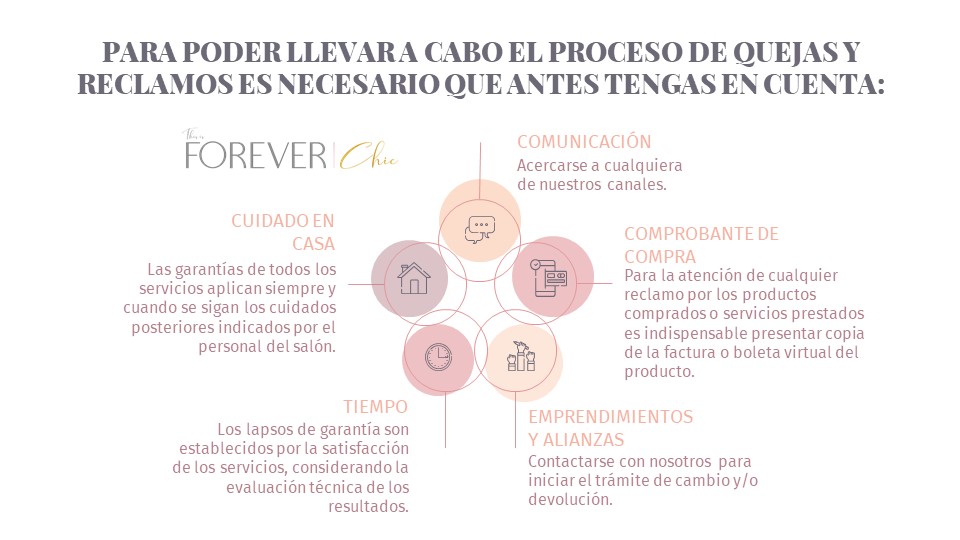 PARA PODER LLEVAR A CABO EL PROCESO DE QUEJAS Y
RECLAMOS ES NECESARIO QUE ANTES TENGAS EN CUENTA:
This is
FOREVER | Chic
COMUNICACIÓN
Acercarse a cualquiera
de nuestros canales.
CUIDADO EN
CASA
Las garantías de todos los
servicios aplican siempre y
cuando se sigan los cuidados
posteriores indicados por el
personal del salón.
COMPROBANTE DE
COMPRA
Para la atención de cualquier
reclamo por los productos
comprados o servicios prestados
es indispensable presentar copia
de la factura o boleta virtual del
producto.
TIEMPO
Los lapsos de garantía son
establecidos por la satisfacción
de los servicios, considerando la
evaluación técnica de los
resultados.
EMPRENDIMIENTOS
Y ALIANZAS
Contactarse con nosotros para
iniciar el trámite de cambio y/o
devolución.